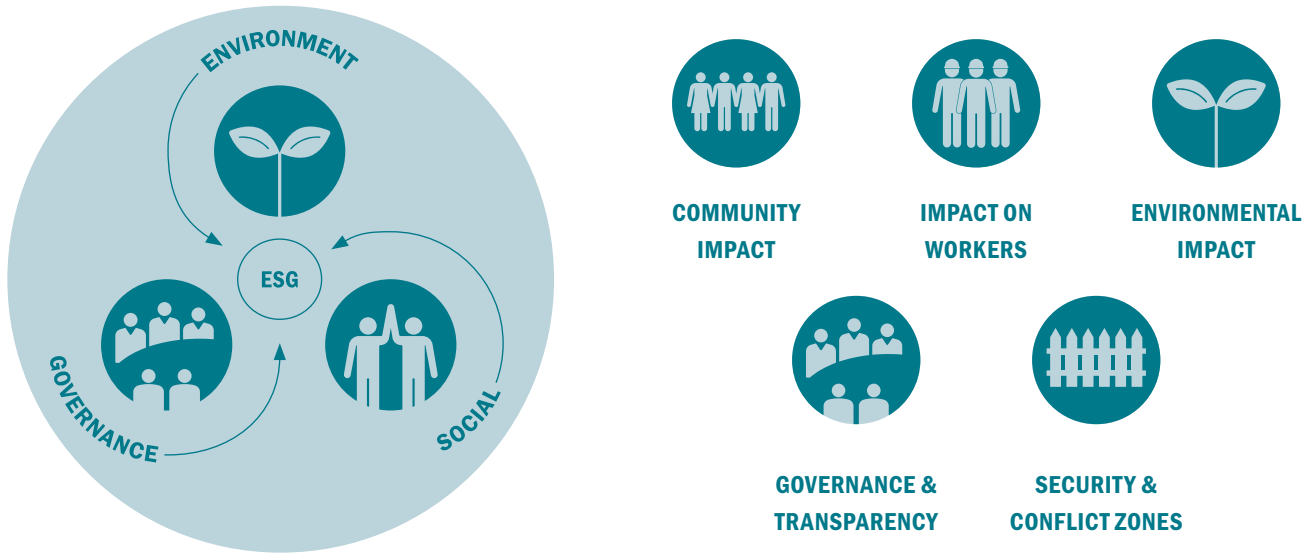 ENVIRONMENT
ESG
GOVERNANCE
SOCIAL
COMMUNITY
IMPACT
IMPACT ON
WORKERS
ENVIRONMENTAL
IMPACT
GOVERNANCE &
TRANSPARENCY
SECURITY &
CONFLICT ZONES